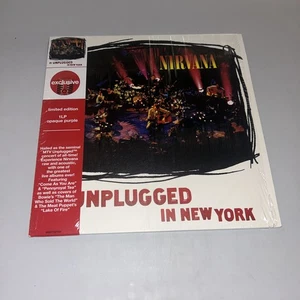 NIRVANA
exclusive
limited edition
1LP
opaque purple
Hailed as the seminal
"MTV Unplugged"
concert of all-time!
Experience Nirvana
raw and acoustic,
with one of
the greatest
live albums ever!
Featuring
"Come As You Are"
& "Pennyroyal Tea"
as well as covers of
Bowie's "The Man
Who Sold The World"
& The Meat Puppet's
"Lake Of Fire"
UNPLUGGED
IN NEW YORK